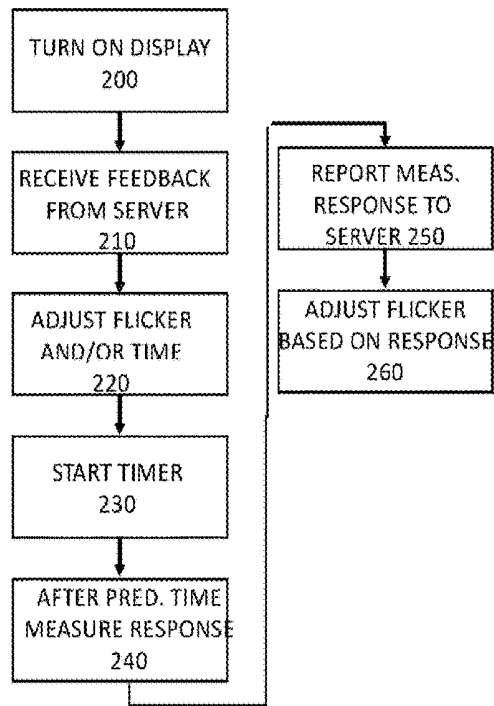 TURN ON DISPLAY
200
RECEIVE FEEDBACK
FROM SERVER
210
ADJUST FLICKER
AND/OR TIME
220
START TIMER
230
AFTER PRED. TIME
MEASURE RESPONSE
240
REPORT MEAS.
RESPONSE TO
SERVER 250
ADJUST FLICKER
BASED ON RESPONSE
260